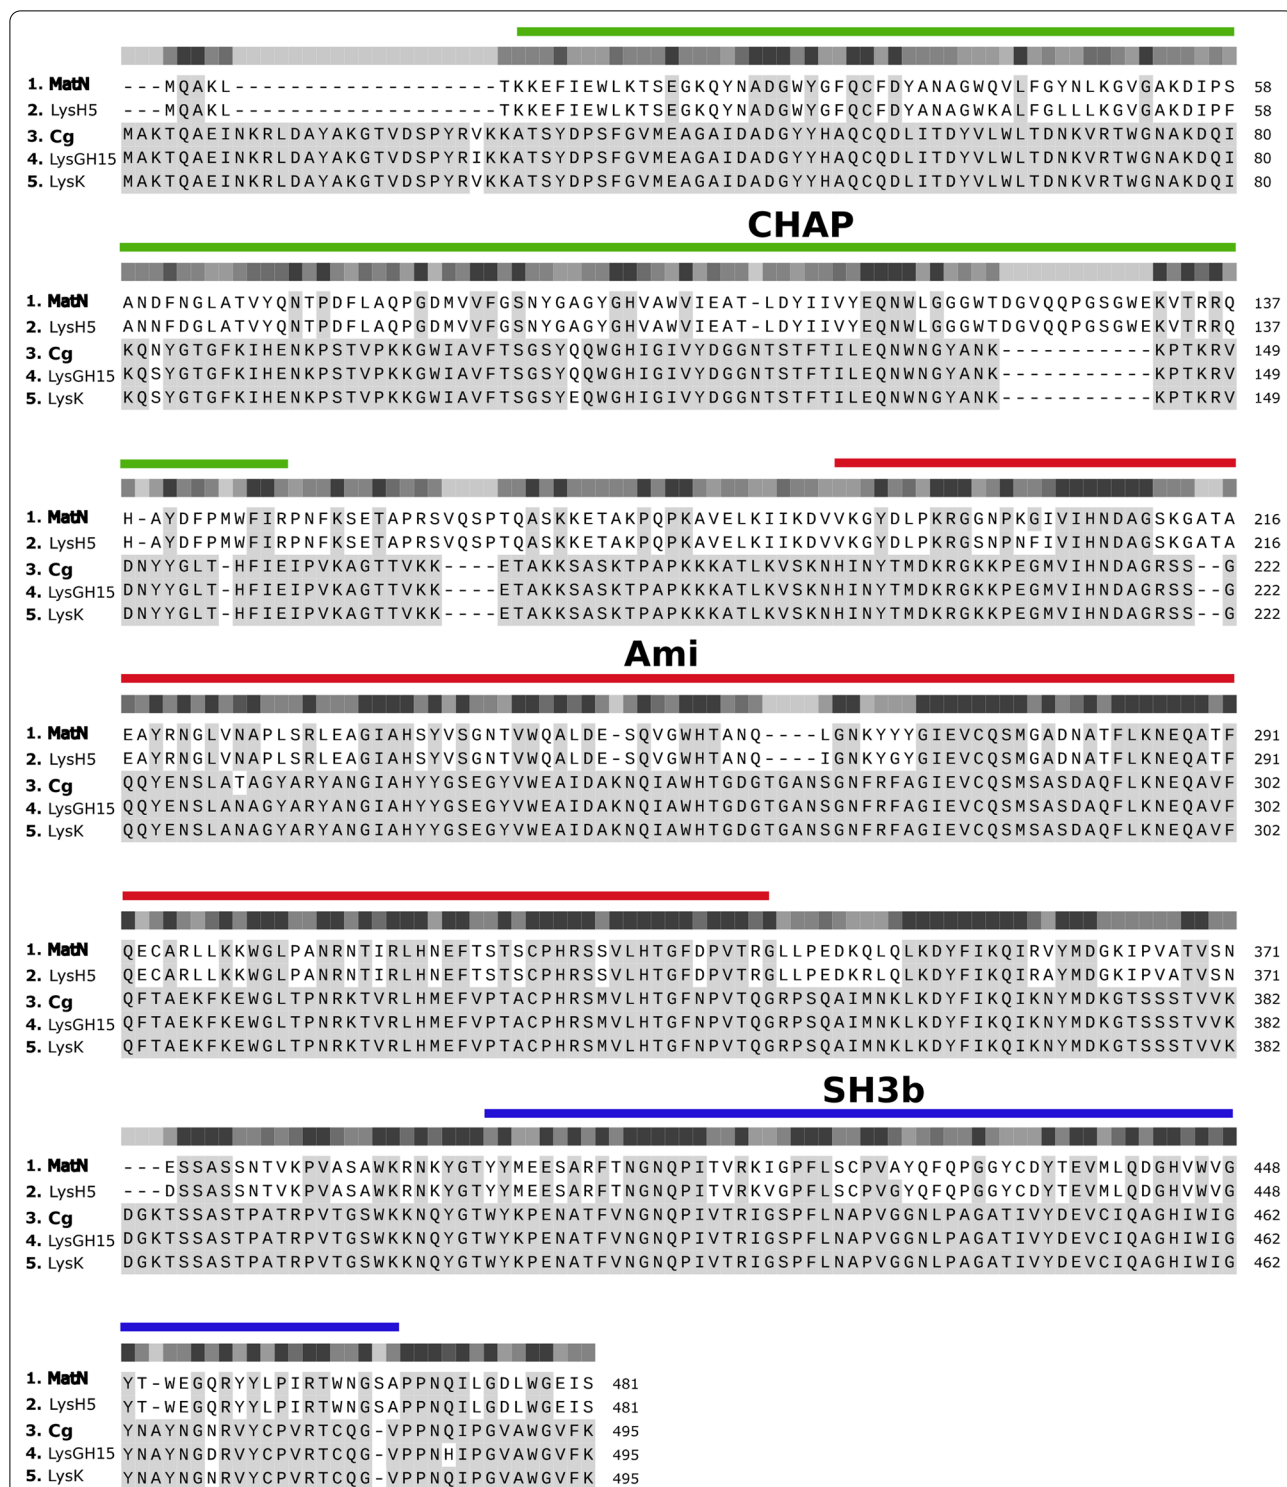 1. MatN ---MQAKL-------------------TKKEFIEWLKTSEGKQYNADGWYGFQCFDYANAGWQVLFGYNLKGVGAKDIPS 58
2. LysH5 ---MQAKL-------------------TKKEFIEWLKTSEGKQYNADGWYGFQCFDYANAGWKALFGLLLKGVGAKDIPF 58
3. Cg MAKTQAEINKRLDAYAKGTVDSPYRVKKATSYDPSFGVMEAGAIDADGYYHAQCQDLITDYVLWLTDNKVRTWGNAKDQI 80
4. LysGH15 MAKTQAEINKRLDAYAKGTVDSPYRIKKATSYDPSFGVMEAGAIDADGYYHAQCQDLITDYVLWLTDNKVRTWGNAKDQI 80
5. LysK MAKTQAEINKRLDAYAKGTVDSPYRVKKATSYDPSFGVMEAGAIDADGYYHAQCQDLITDYVLWLTDNKVRTWGNAKDQI 80
CHAP
1. MatN ANDFNGLATVYQNTPDFLAQPGDMVVFGSNYGAGYGHVAWVIEAT-LDYIIVYEQNWLGGGWTDGVQQPGSGWEKVTRRQ 137
2. LysH5 ANNFDGLATVYQNTPDFLAQPGDMVVFGSNYGAGYGHVAWVIEAT-LDYIIVYEQNWLGGGWTDGVQQPGSGWEKVTRRQ 137
3. Cg KQNYGTGFKIHENKPSTVPKKGWIAVFTSGSYQQWGHIGIVYDGGNTSTFTILEQNWNGYANK-----------KPTKRV 149
4. LysGH15 KQSYGTGFKIHENKPSTVPKKGWIAVFTSGSYQQWGHIGIVYDGGNTSTFTILEQNWNGYANK-----------KPTKRV 149
5. LysK KQSYGTGFKIHENKPSTVPKKGWIAVFTSGSYEQWGHIGIVYDGGNTSTFTILEQNWNGYANK-----------KPTKRV 149
1. MatN H-AYDFPMWFIRPNFKSETAPRSVQSPTQASKKETAKPQPKAVELKIIKDVVKGYDLPKRGGNPKGIVIHNDAGSKGATA 216
2. LysH5 H-AYDFPMWFIRPNFKSETAPRSVQSPTQASKKETAKPQPKAVELKIIKDVVKGYDLPKRGSNPNFIVIHNDAGSKGATA 216
3. Cg DNYYGLT-HFIEIPVKAGTTVKK----ETAKKSASKTPAPKKKATLKVSKNHINYTMDKRGKKPEGMVIHNDAGRSS--G 222
4. LysGH15 DNYYGLT-HFIEIPVKAGTTVKK----ETAKKSASKTPAPKKKATLKVSKNHINYTMDKRGKKPEGMVIHNDAGRSS--G 222
5. LysK DNYYGLT-HFIEIPVKAGTTVKK----ETAKKSASKTPAPKKKATLKVSKNHINYTMDKRGKKPEGMVIHNDAGRSS--G 222
Ami
1. MatN EAYRNGLVNAPLSRLEAGIAHSYVSGNTVWQALDE-SQVGWHTANQ----LGNKYYYGIEVCQSMGADNATFLKNEQATF 291
2. LysH5 EAYRNGLVNAPLSRLEAGIAHSYVSGNTVWQALDE-SQVGWHTANQ----IGNKYGYGIEVCQSMGADNATFLKNEQATF 291
3. Cg QQYENSLATAGYARYANGIAHYYGSEGYVWEAIDAKNQIAWHTGDGTGANSGNFRFAGIEVCQSMSASDAQFLKNEQAVF 302
4. LysGH15 QQYENSLANAGYARYANGIAHYYGSEGYVWEAIDAKNQIAWHTGDGTGANSGNFRFAGIEVCQSMSASDAQFLKNEQAVF 302
5. LysK QQYENSLANAGYARYANGIAHYYGSEGYVWEAIDAKNQIAWHTGDGTGANSGNFRFAGIEVCQSMSASDAQFLKNEQAVF 302
1. MatN QECARLLKKWGLPANRNTIRLHNEFTSTSCPHRSSVLHTGFDPVTRGLLPEDKQLQLKDYFIKQIRVYMDGKIPVATVSN 371
2. LysH5 QECARLLKKWGLPANRNTIRLHNEFTSTSCPHRSSVLHTGFDPVTRGLLPEDKRLQLKDYFIKQIRAYMDGKIPVATVSN 371
3. Cg QFTAEKFKEWGLTPNRKTVRLHMEFVPTACPHRSMVLHTGFNPVTQGRPSQAIMNKLKDYFIKQIKNYMDKGTSSSTVVK 382
4. LysGH15 QFTAEKFKEWGLTPNRKTVRLHMEFVPTACPHRSMVLHTGFNPVTQGRPSQAIMNKLKDYFIKQIKNYMDKGTSSSTVVK 382
5. LysK QFTAEKFKEWGLTPNRKTVRLHMEFVPTACPHRSMVLHTGFNPVTQGRPSQAIMNKLKDYFIKQIKNYMDKGTSSSTVVK 382
SH3b
1. MatN ---ESSASSNTVKPVASAWKRNKYGTYYMEESARFTNGNQPITVRKIGPFLSCPVAYQFQPGGYCDYTEVMLQDGHVWVG 448
2. LysH5 ---DSSASSNTVKPVASAWKRNKYGTYYMEESARFTNGNQPITVRKVGPFLSCPVGYQFQPGGYCDYTEVMLQDGHVWVG 448
3. Cg DGKTSSASTPATRPVTGSWKKNQYGTWYKPENATFVNGNQPIVTRIGSPFLNAPVGGNLPAGATIVYDEVCIQAGHIWIG 462
4. LysGH15 DGKTSSASTPATRPVTGSWKKNQYGTWYKPENATFVNGNQPIVTRIGSPFLNAPVGGNLPAGATIVYDEVCIQAGHIWIG 462
5. LysK DGKTSSASTPATRPVTGSWKKNQYGTWYKPENATFVNGNQPIVTRIGSPFLNAPVGGNLPAGATIVYDEVCIQAGHIWIG 462
1. MatN YT-WEGQRYYLPIRTWNGSAPPNQILGDLWGEIS 481
2. LysH5 YT-WEGQRYYLPIRTWNGSAPPNQILGDLWGEIS 481
3. Cg YNAYNGNRVYCPVRTCQG-VPPNQIPGVAWGVFK 495
4. LysGH15 YNAYNGDRVYCPVRTCQG-VPPNHIPGVAWGVFK 495
5. LysK YNAYNGNRVYCPVRTCQG-VPPNQIPGVAWGVFK 495